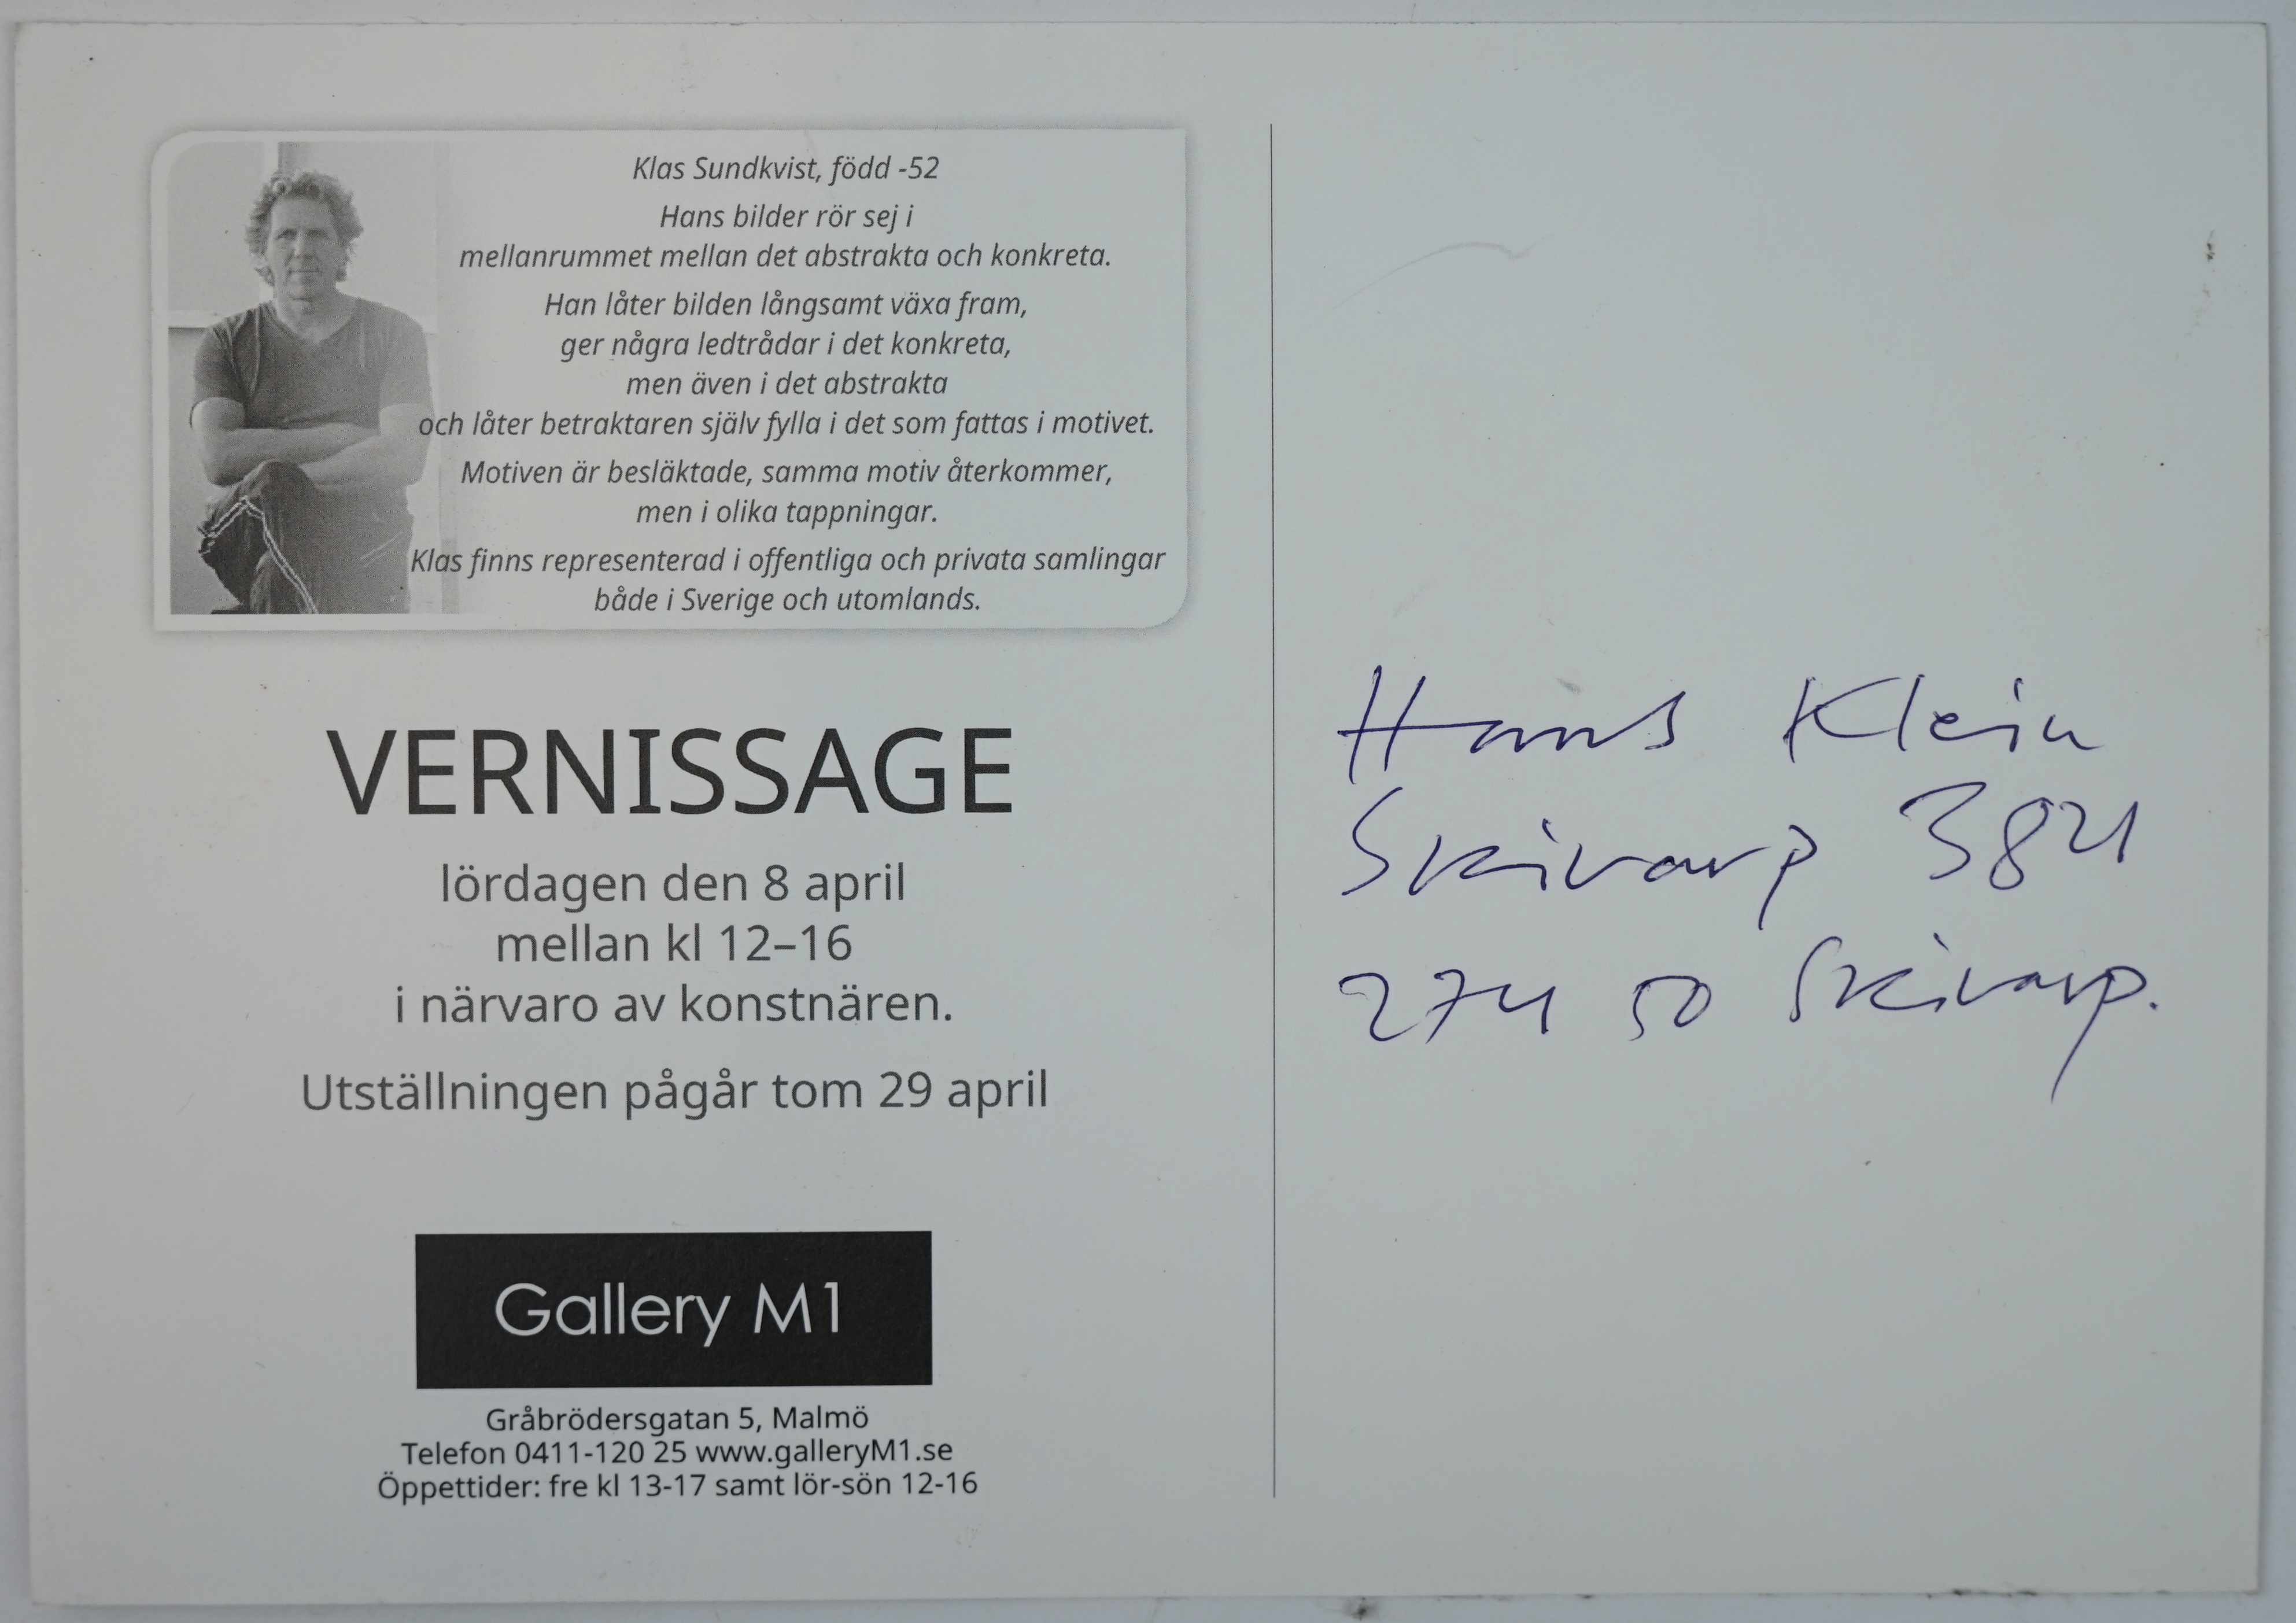 Klas Sundkvist, född -52
Hans bilder rör sej i
mellanrummet mellan det abstrakta och konkreta.
Han låter bilden långsamt växa fram,
ger några ledtrådar i det konkreta,
men även i det abstrakta
och låter betraktaren själv fylla i det som fattas i motivet.
Motiven är besläktade, samma motiv återkommer,
men i olika tappningar.
Klas finns representerad i offentliga och privata samlingar
både i Sverige och utomlands.
VERNISSAGE
lördagen den 8 april
mellan kl 12–16
i närvaro av konstnären.
Utställningen pågår tom 29 april
Gallery M1
Gråbrödersgatan 5, Malmö
Telefon 0411-120 25 www.galleryM1.se
Öppettider: fre kl 13-17 samt lör-sön 12-16
Hans Klein
Skivarp 3821
274 50 Skivarp.